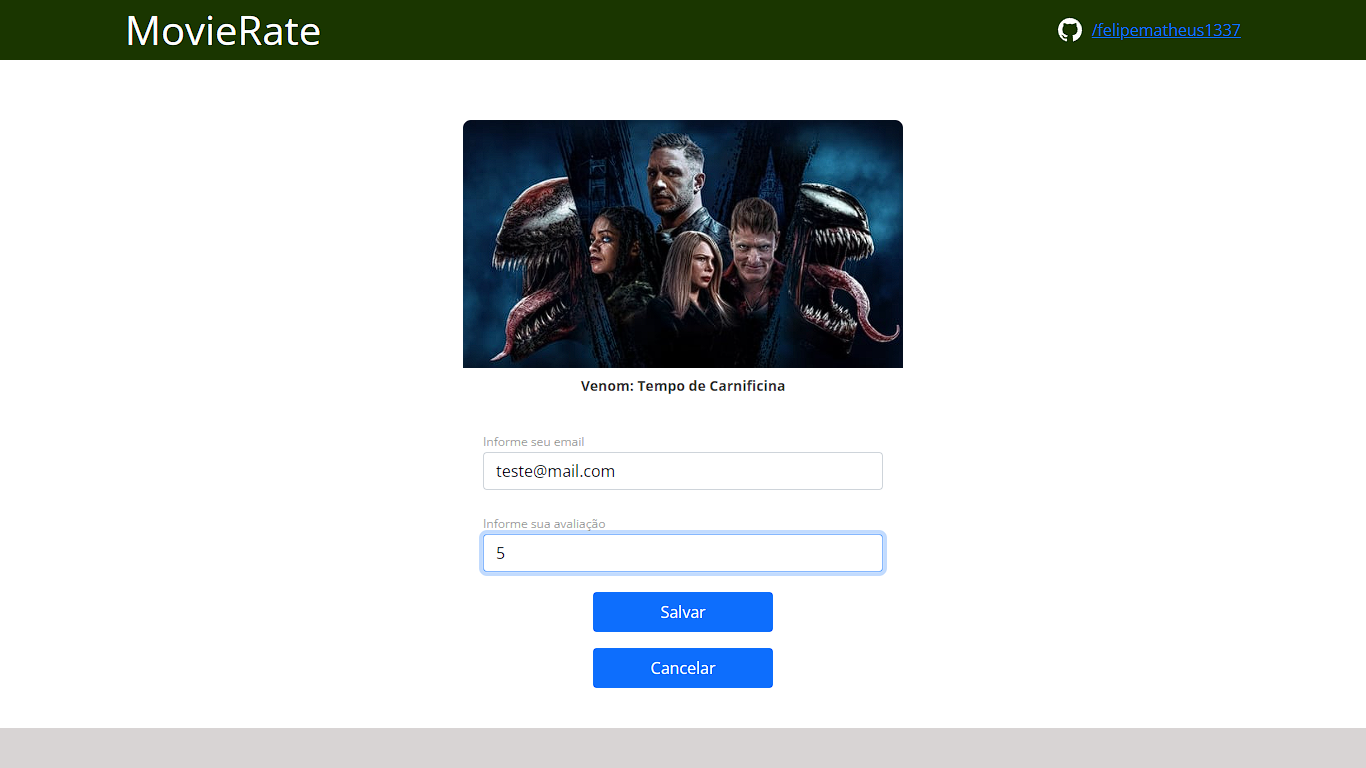 MovieRate
/felipematheus1337
Venom: Tempo de Carnificina
Informe seu email
teste@mail.com
Informe sua avaliação
5
Salvar
Cancelar